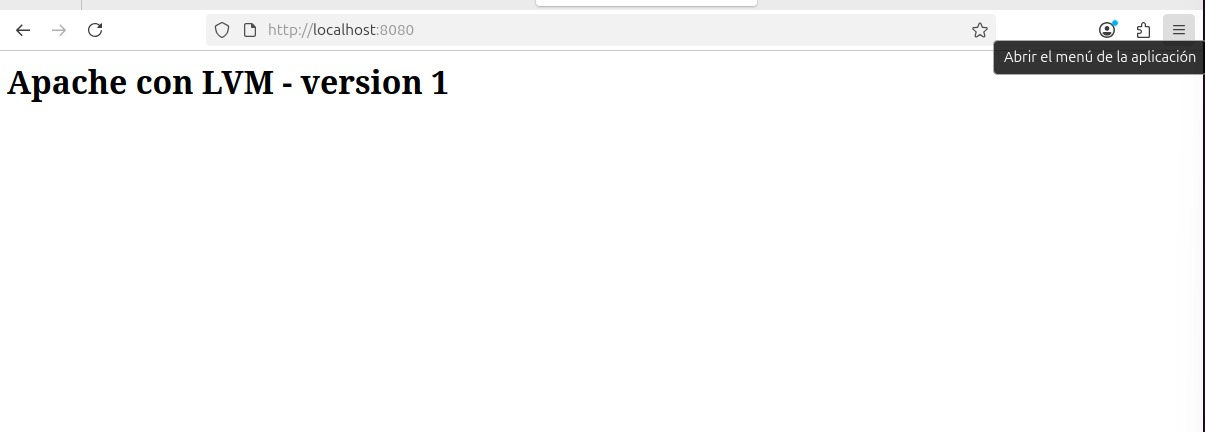 http://localhost:8080
Abrir el menú de la aplicación
Apache con LVM - version 1